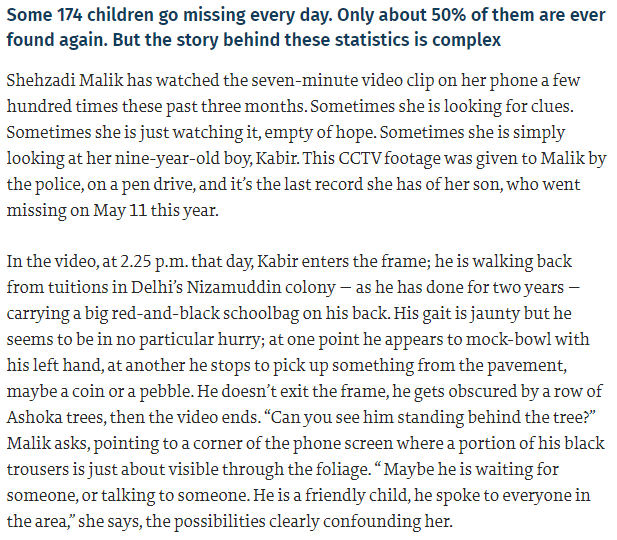 Some 174 children go missing every day. Only about 50% of them are ever
found again. But the story behind these statistics is complex
Shehzadi Malik has watched the seven-minute video clip on her phone a few
hundred times these past three months. Sometimes she is looking for clues.
Sometimes she is just watching it, empty of hope. Sometimes she is simply
looking at her nine-year-old boy, Kabir. This CCTV footage was given to Malik by
the police, on a pen drive, and it’s the last record she has of her son, who went
missing on May 11 this year.
In the video, at 2.25 p.m. that day, Kabir enters the frame; he is walking back
from tuitions in Delhi’s Nizamuddin colony — as he has done for two years —
carrying a big red-and-black schoolbag on his back. His gait is jaunty but he
seems to be in no particular hurry; at one point he appears to mock-bowl with
his left hand, at another he stops to pick up something from the pavement,
maybe a coin or a pebble. He doesn’t exit the frame, he gets obscured by a row of
Ashoka trees, then the video ends. “Can you see him standing behind the tree?”
Malik asks, pointing to a corner of the phone screen where a portion of his black
trousers is just about visible through the foliage. “ Maybe he is waiting for
someone, or talking to someone. He is a friendly child, he spoke to everyone in
the area,” she says, the possibilities clearly confounding her.